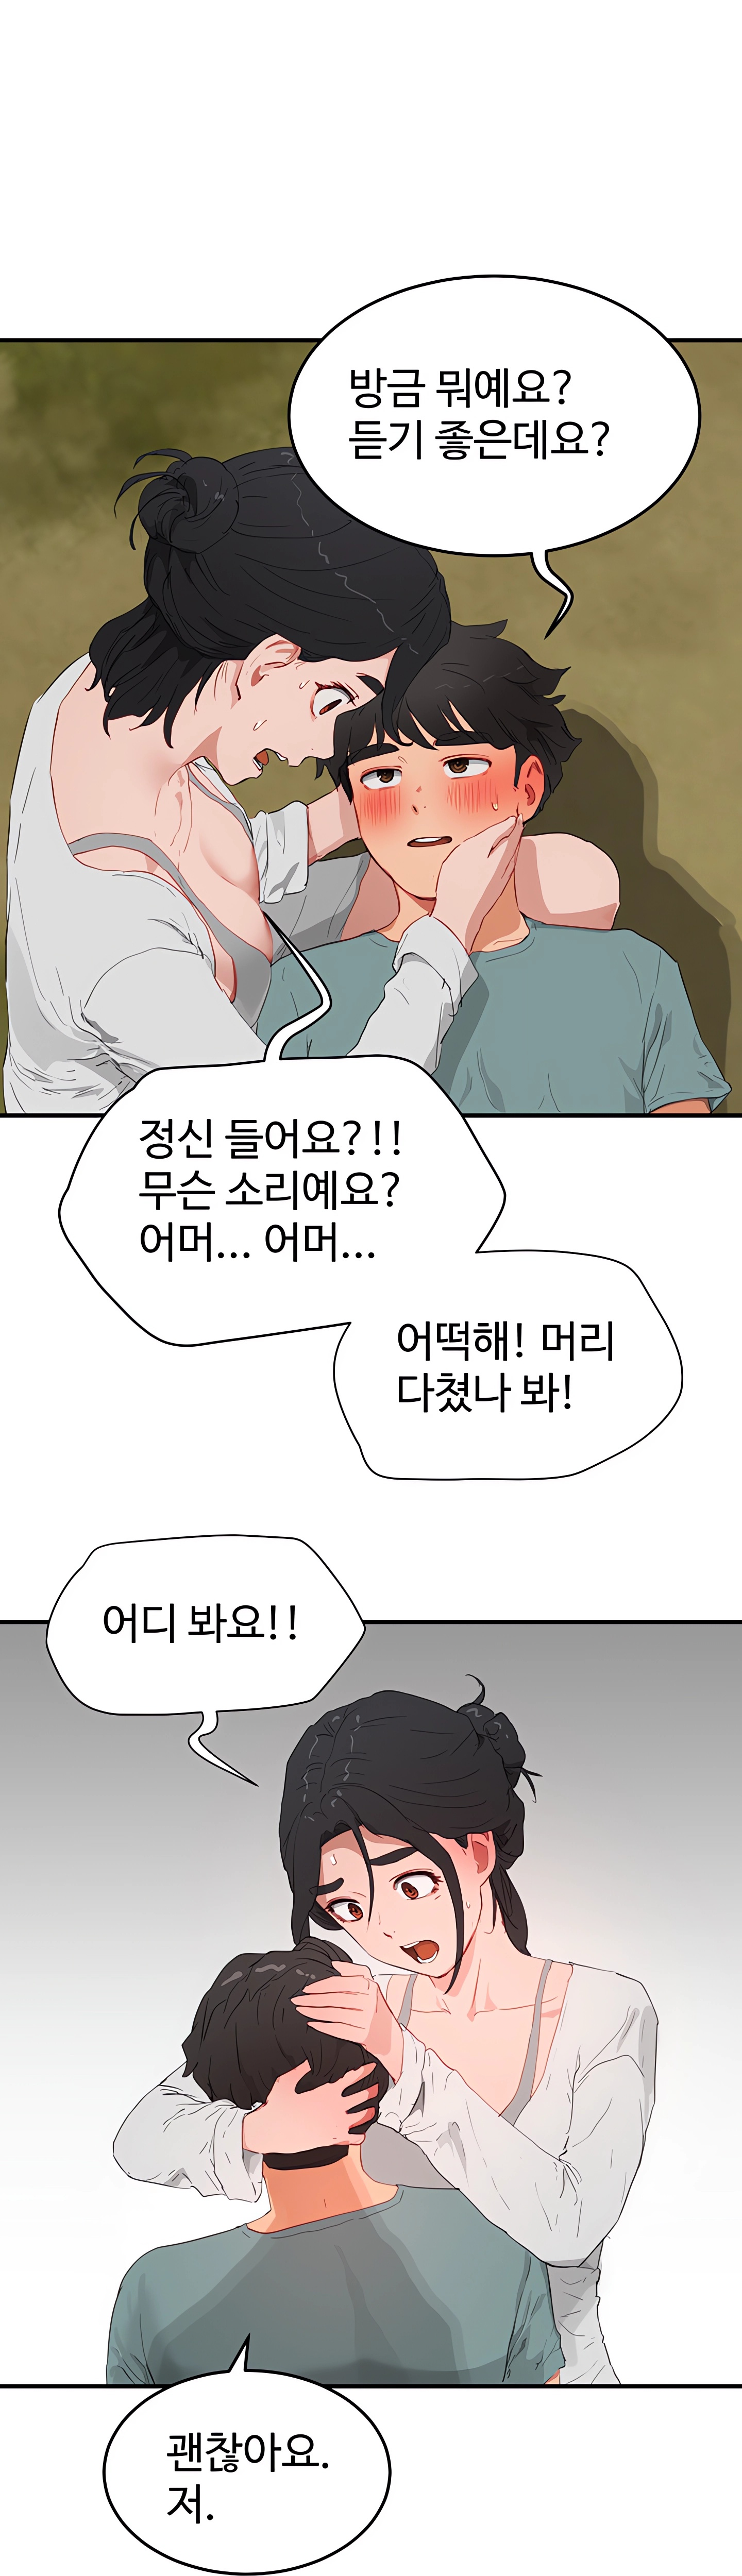 방금 뭐예요?
듣기 좋은데요?
정신 들어요?!!
무슨 소리예요?
어머... 어머...
어떡해! 머리
다쳤나 봐!
어디 봐요!!
괜찮아요.
저.